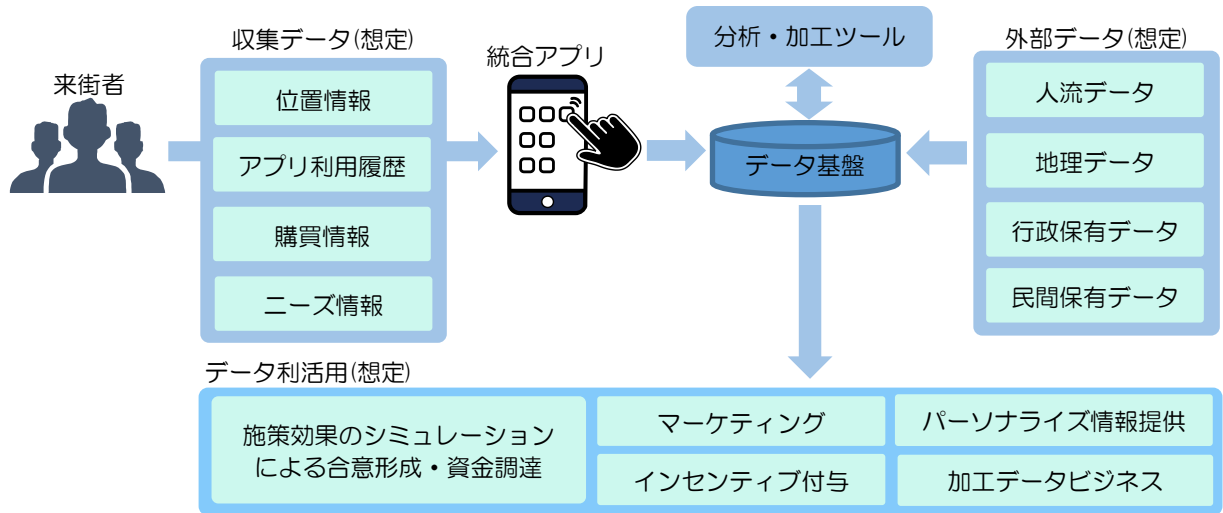 来街者
収集データ(想定)
位置情報
アプリ利用履歴
購買情報
ニーズ情報
統合アプリ
分析・加工ツール
データ基盤
外部データ(想定)
人流データ
地理データ
行政保有データ
民間保有データ
データ利活用(想定)
施策効果のシミュレーション
による合意形成・資金調達
マーケティング
パーソナライズ情報提供
インセンティブ付与
加工データビジネス